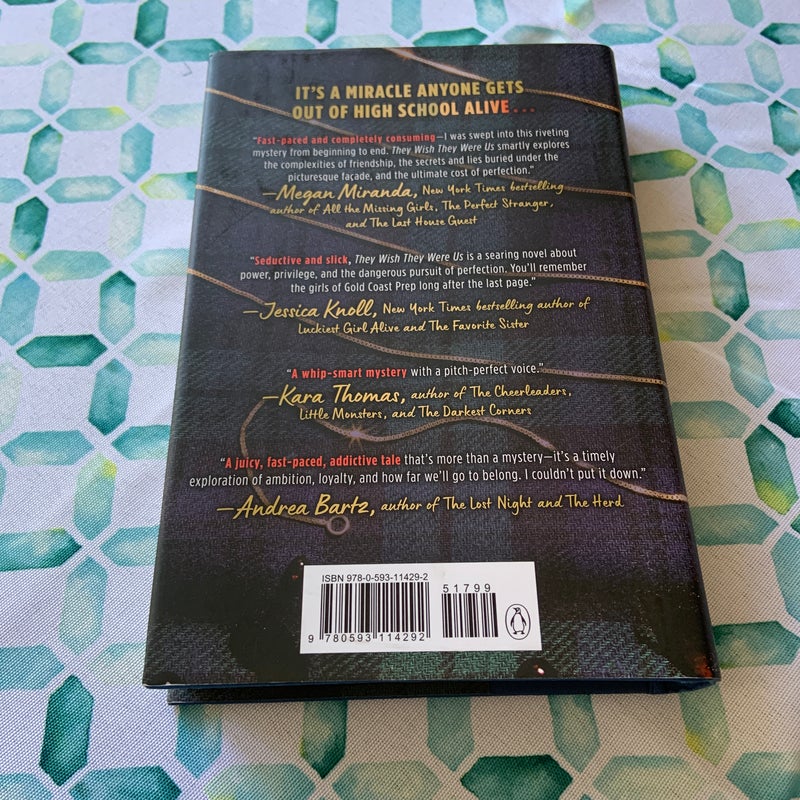 IT'S A MIRACLE ANYONE GETS
OUT OF HIGH SCHOOL ALIVE...
"Fast-paced and completely consuming—I was swept into this riveting
mystery from beginning to end. They Wish They Were Us smartly explores
the complexities of friendship, the secrets and lies buried under the
picturesque façade, and the ultimate cost of perfection."
—Megan Miranda, New York Times bestselling
author of All the Missing Girls, The Perfect Stranger,
and The Last House Guest
"Seductive and slick, They Wish They Were Us is a searing novel about
power, privilege, and the dangerous pursuit of perfection. You'll remember
the girls of Gold Coast Prep long after the last page."
—Jessica Knoll, New York Times bestselling author of
Luckiest Girl Alive and The Favorite Sister
"A whip-smart mystery with a pitch-perfect voice."
—Kara Thomas, author of The Cheerleaders,
Little Monsters, and The Darkest Corners
"A juicy, fast-paced, addictive tale that's more than a mystery—it's a timely
exploration of ambition, loyalty, and how far we'll go to belong. I couldn't put it down."
—Andrea Bartz, author of The Lost Night and The Herd
ISBN 978-0-593-11429-2
51799
9 780593 114292